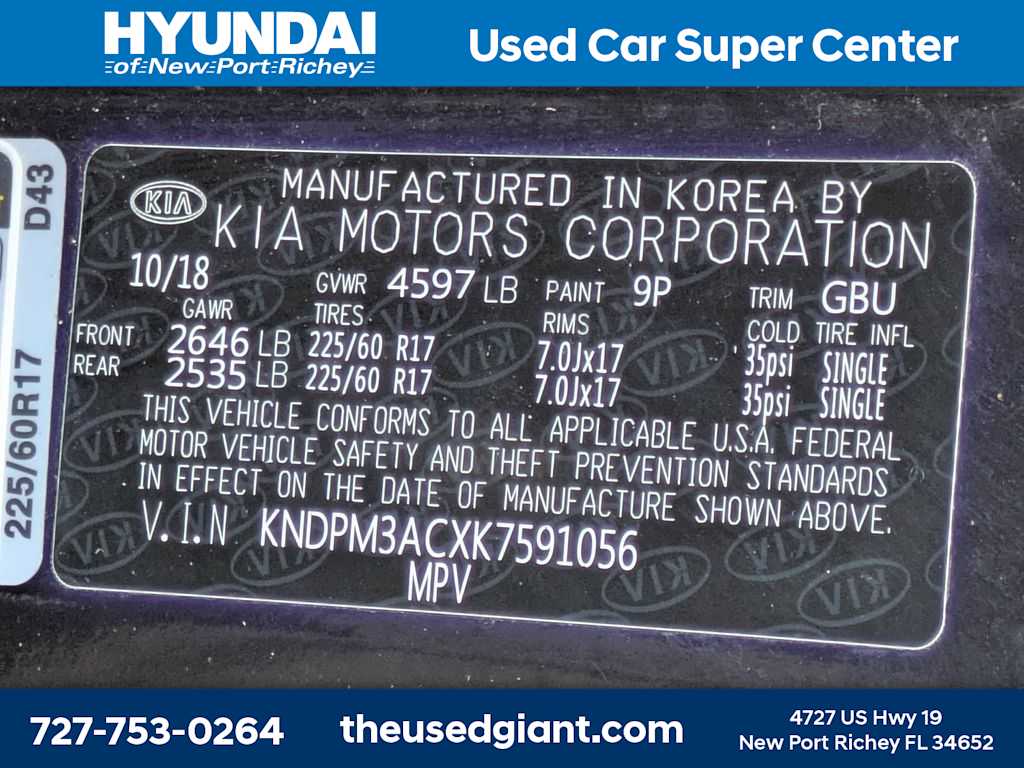 HYUNDAI
of New Port Richey
Used Car Super Center
D43
225/60R17
KIA
MANUFACTURED IN KOREA BY
KIA MOTORS CORPORATION
10/18 GVWR 4597 LB PAINT 9P TRIM GBU
GAWR TIRES RIMS COLD TIRE INFL
FRONT 2646 LB 225/60 R17 7.0Jx17 35psi SINGLE
REAR 2535 LB 225/60 R17 7.0Jx17 35psi SINGLE
THIS VEHICLE CONFORMS TO ALL APPLICABLE U.S.A. FEDERAL
MOTOR VEHICLE SAFETY AND THEFT PREVENTION STANDARDS
IN EFFECT ON THE DATE OF MANUFACTURE SHOWN ABOVE.
V.I.N KNDPM3ACXK7591056
MPV
727-753-0264
theusedgiant.com
4727 US Hwy 19
New Port Richey FL 34652